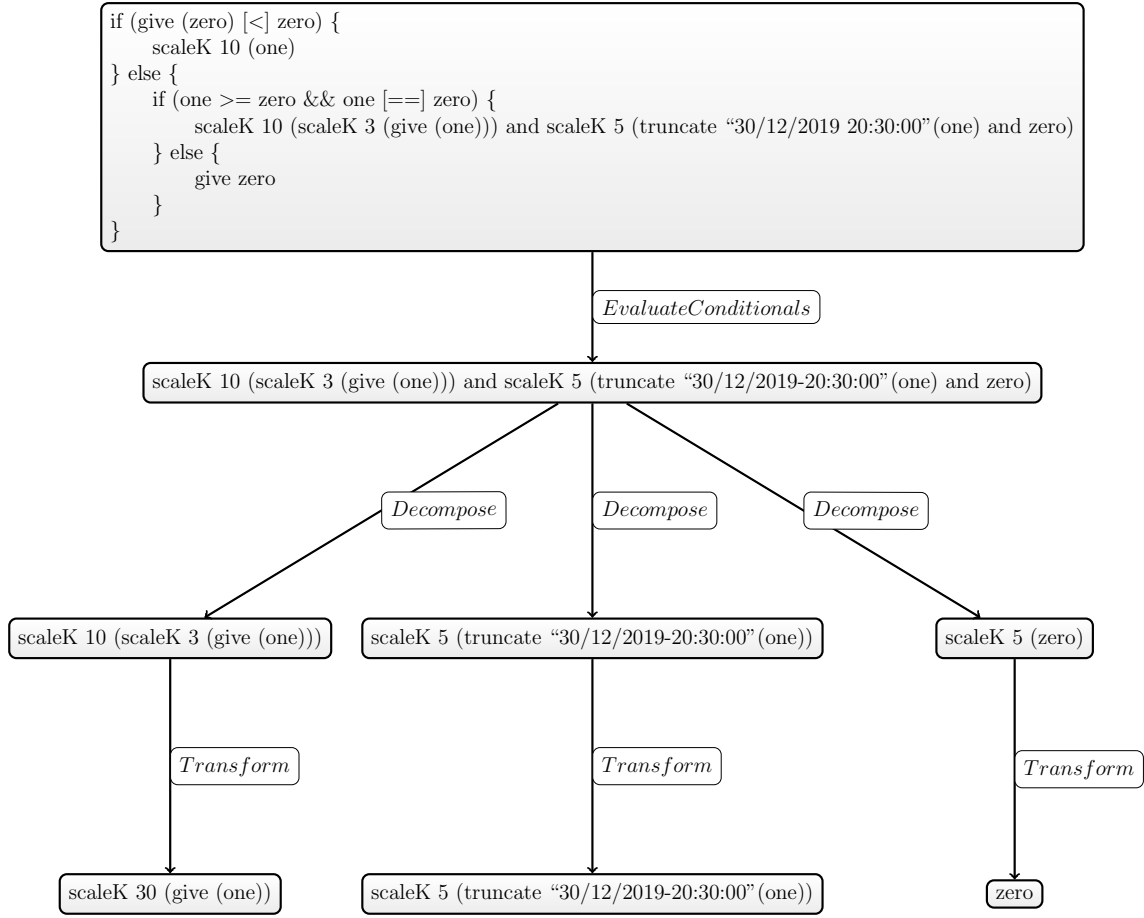 if (give (zero) [<] zero) {
scaleK 10 (one)
} else {
if (one >= zero && one [==] zero) {
scaleK 10 (scaleK 3 (give (one))) and scaleK 5 (truncate “30/12/2019 20:30:00”(one) and zero)
} else {
give zero
}
}
EvaluateConditionals
scaleK 10 (scaleK 3 (give (one))) and scaleK 5 (truncate “30/12/2019-20:30:00”(one) and zero)
Decompose
Decompose
Decompose
scaleK 10 (scaleK 3 (give (one)))
scaleK 5 (truncate “30/12/2019-20:30:00”(one))
scaleK 5 (zero)
Transform
Transform
Transform
scaleK 30 (give (one))
scaleK 5 (truncate “30/12/2019-20:30:00”(one))
zero